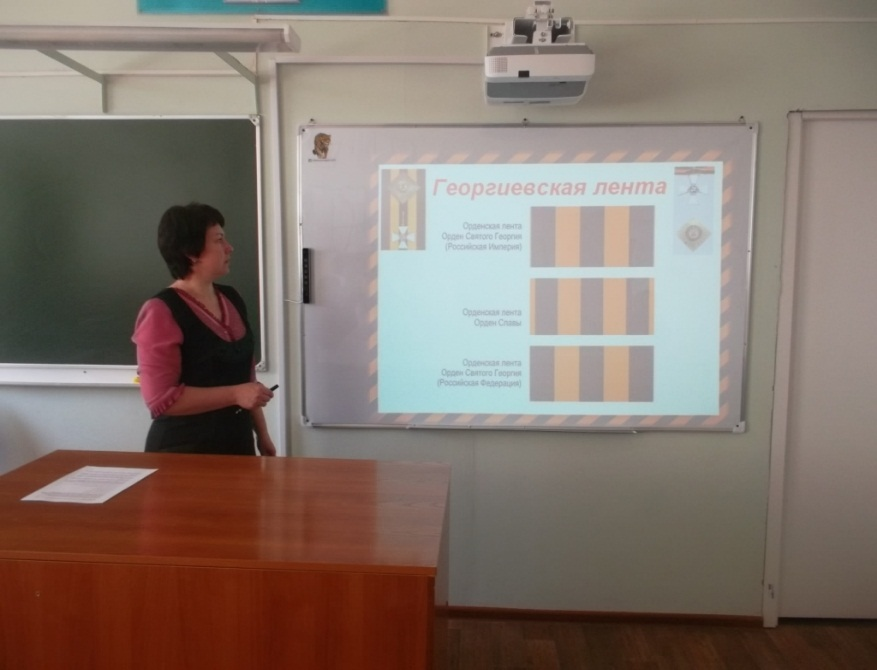 Георгиевская лента
Орденская лента
Орден Святого Георгия
(Российская Империя)
Орденская лента
Орден Славы
Орденская лента
Орден Святого Георгия
(Российская Федерация)